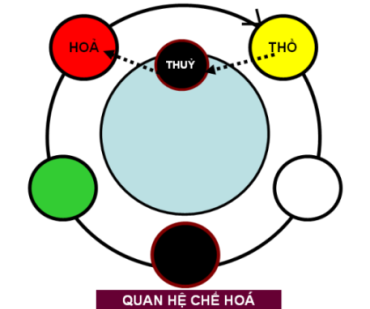 HOẢ
THỔ
THUỶ
QUAN HỆ CHẾ HOÁ